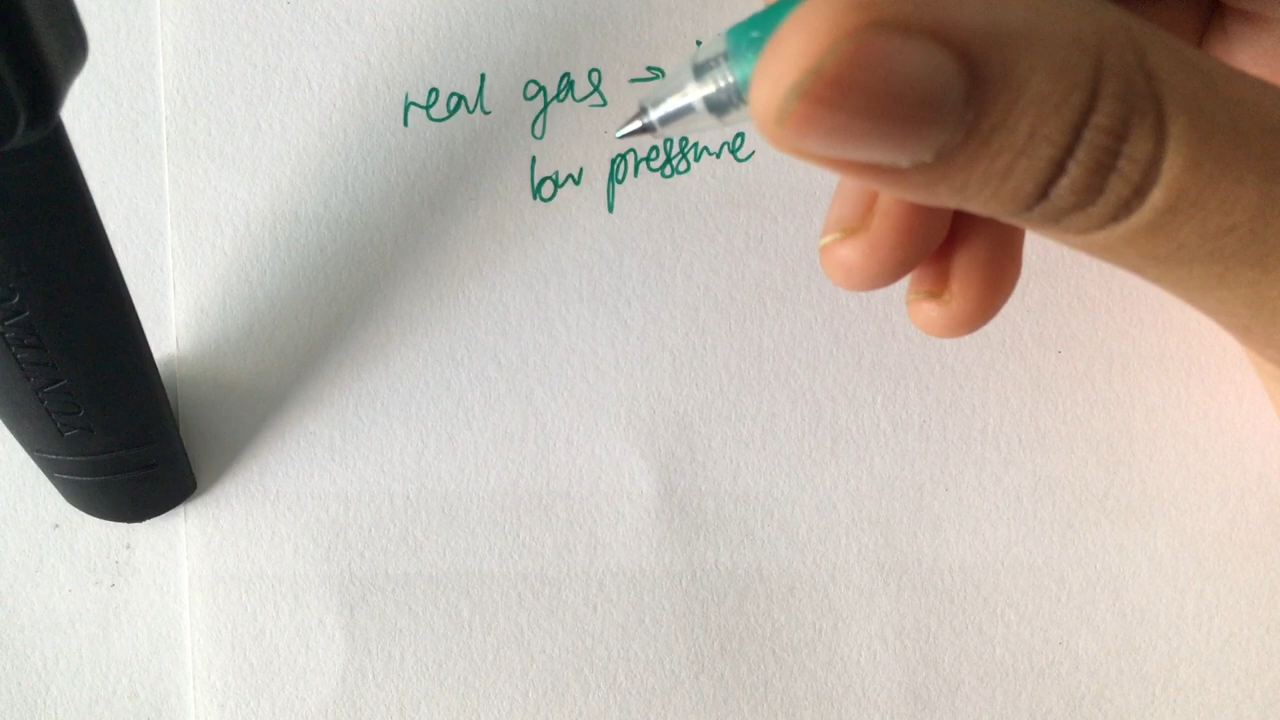 real gas →
low pressure